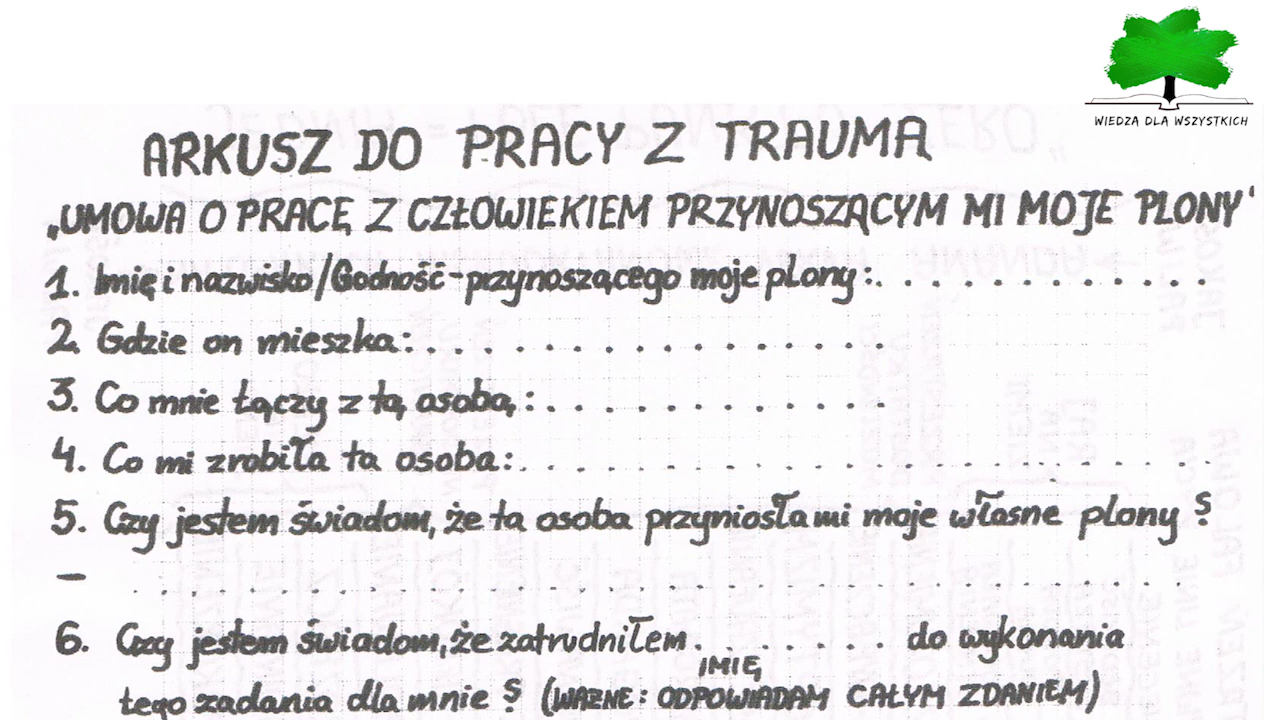 WIEDZA DLA WSZYSTKICH
ARKUSZ DO PRACY Z TRAUMĄ
„UMOWA O PRACĘ Z CZŁOWIEKIEM PRZYNOSZĄCYM MI MOJE PLONY"
1. Imię i nazwisko/Godność-przynoszącego moje plony:. . . . . . . . . . . . .
2. Gdzie on mieszka:. . . . . . . . . . . . . . . .
3. Co mnie łączy z tą osobą:. . . . . . . . . . . .
4. Co mi zrobiła ta osoba:. . . . . . . . . . . . . . . . . . . . . . .
5. Czy jestem świadom, że ta osoba przyniosła mi moje własne plony ?
– . . . . . . . . . . . . . . . . . . . . . . . . . . . . . . . . .
6. Czy jestem świadom, że zatrudniłem . . . . . . . do wykonania
IMIĘ
tego zadania dla mnie ? (WAŻNE: ODPOWIADAM CAŁYM ZDANIEM)